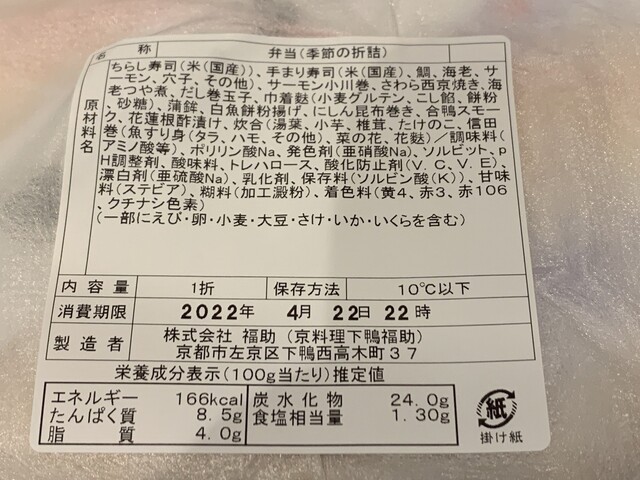 名 称 弁当(季節の折詰)
原材料名
ちらし寿司(米(国産))、手まり寿司(米(国産)、鯛、海老、サ
ーモン、穴子、その他)、サーモン小川巻、さわら西京焼き、海
老つや煮、だし巻玉子、巾着麩(小麦グルテン、こし餡、餅粉
、砂糖)、蒲鉾、白魚餅粉揚げ、にしん昆布巻き、合鴨スモー
ク、花蓮根酢漬け、炊合(湯葉、小芋、椎茸、たけのこ、信田
巻(魚すり身(タラ、ハモ、その他)、菜の花、花麩)/調味料(
アミノ酸等)、ポリリン酸Na、発色剤(亜硝酸Na)、ソルビット、p
H調整剤、酸味料、トレハロース、酸化防止剤(V.C、V.E)、
漂白剤(亜硫酸Na)、乳化剤、保存料(ソルビン酸(K))、甘味
料(ステビア)、糊料(加工澱粉)、着色料(黄4、赤3、赤106
、クチナシ色素)
(一部にえび・卵・小麦・大豆・さけ・いか・いくらを含む)
内容量 1折 保存方法 10℃以下
消費期限 2022年 4月 22日 22時
製造者 株式会社 福助 (京料理下鴨福助)
京都市左京区下鴨西高木町37
栄養成分表示(100g当たり)推定値
エネルギー 166kcal 炭水化物 24.0g
たんぱく質 8.5g 食塩相当量 1.30g
脂質 4.0g
紙
掛け紙